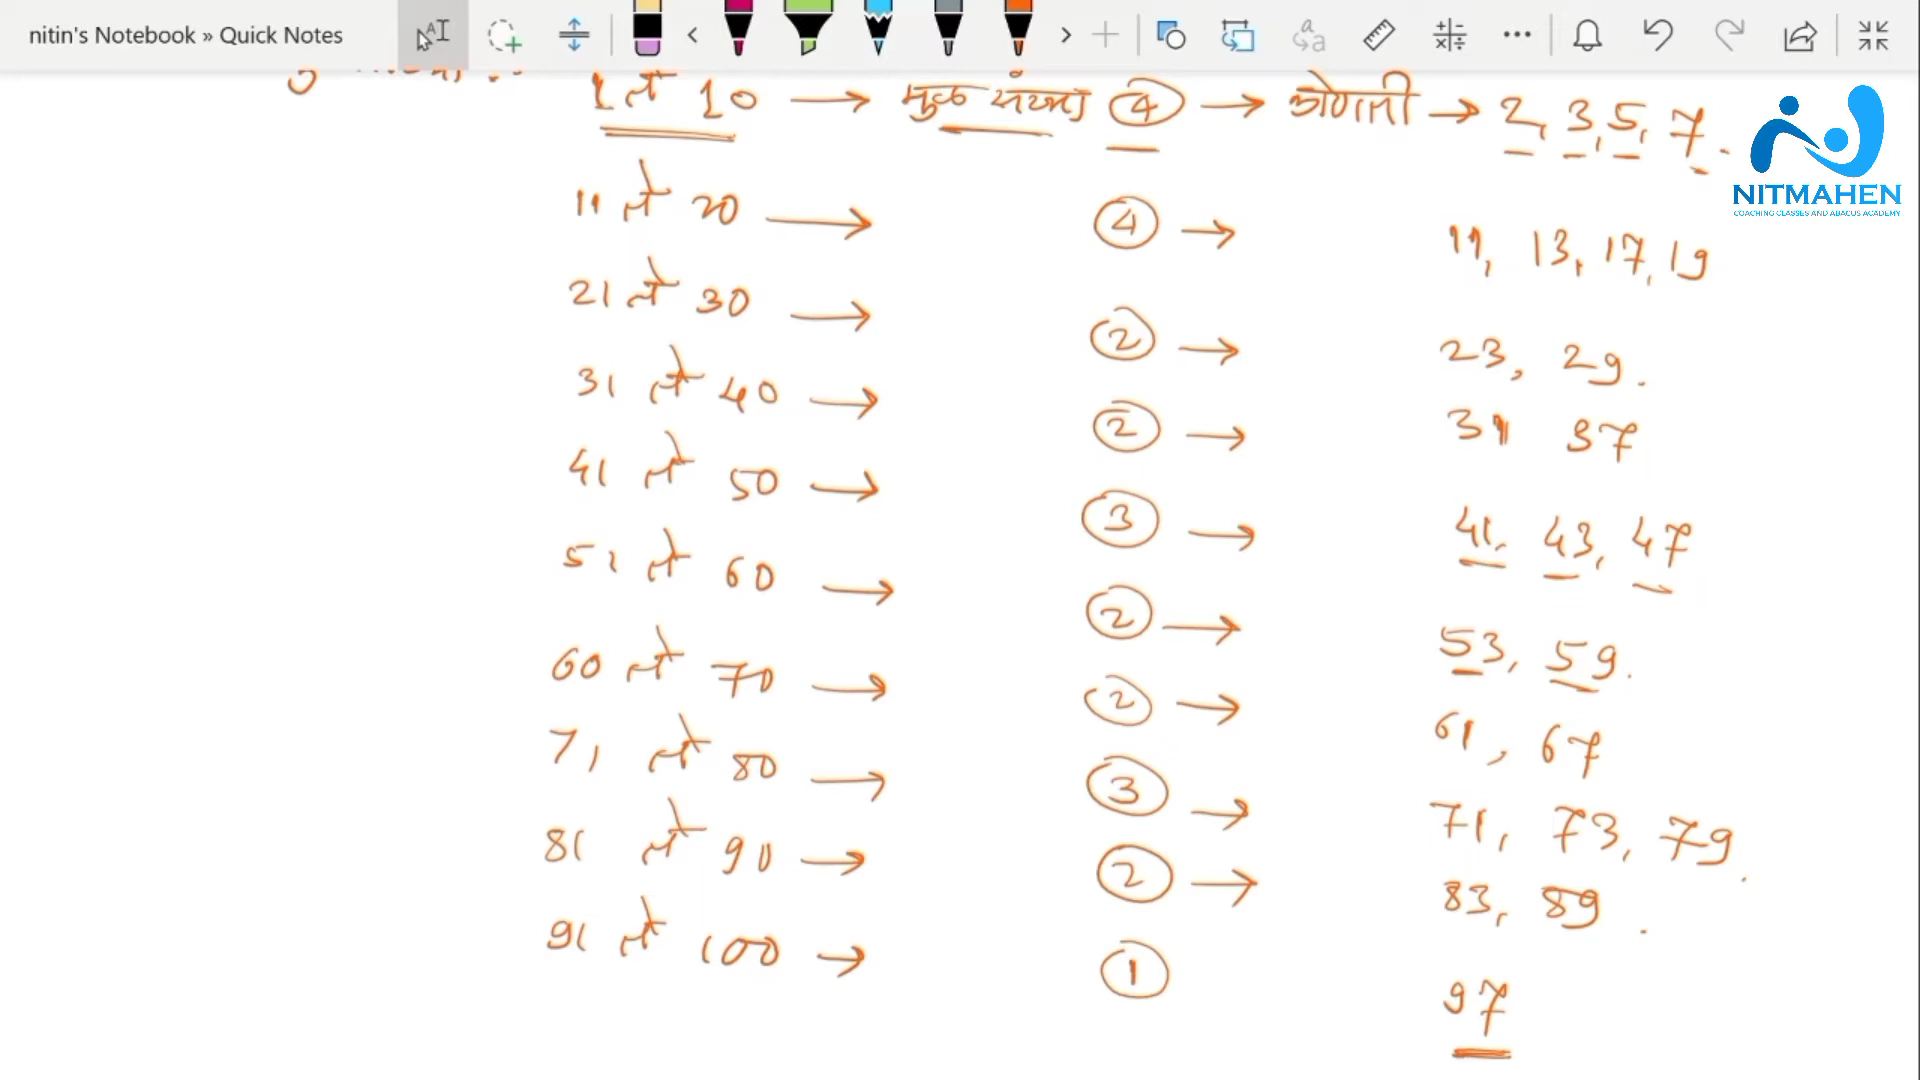 nitin's Notebook » Quick Notes
1 ते 10 → मुळ संख्या 4 → कोणती → 2, 3, 5, 7.
NITMAHEN
COACHING CLASSES AND ABACUS ACADEMY
11 ते 20 → 4 → 11, 13, 17, 19
21 ते 30 → 2 → 23, 29.
31 ते 40 → 2 → 31 37
41 ते 50 → 3 → 41, 43, 47
51 ते 60 → 2 → 53, 59.
60 ते 70 → 2 → 61, 67
71 ते 80 → 3 → 71, 73, 79.
81 ते 90 → 2 → 83, 89.
91 ते 100 → 1 97